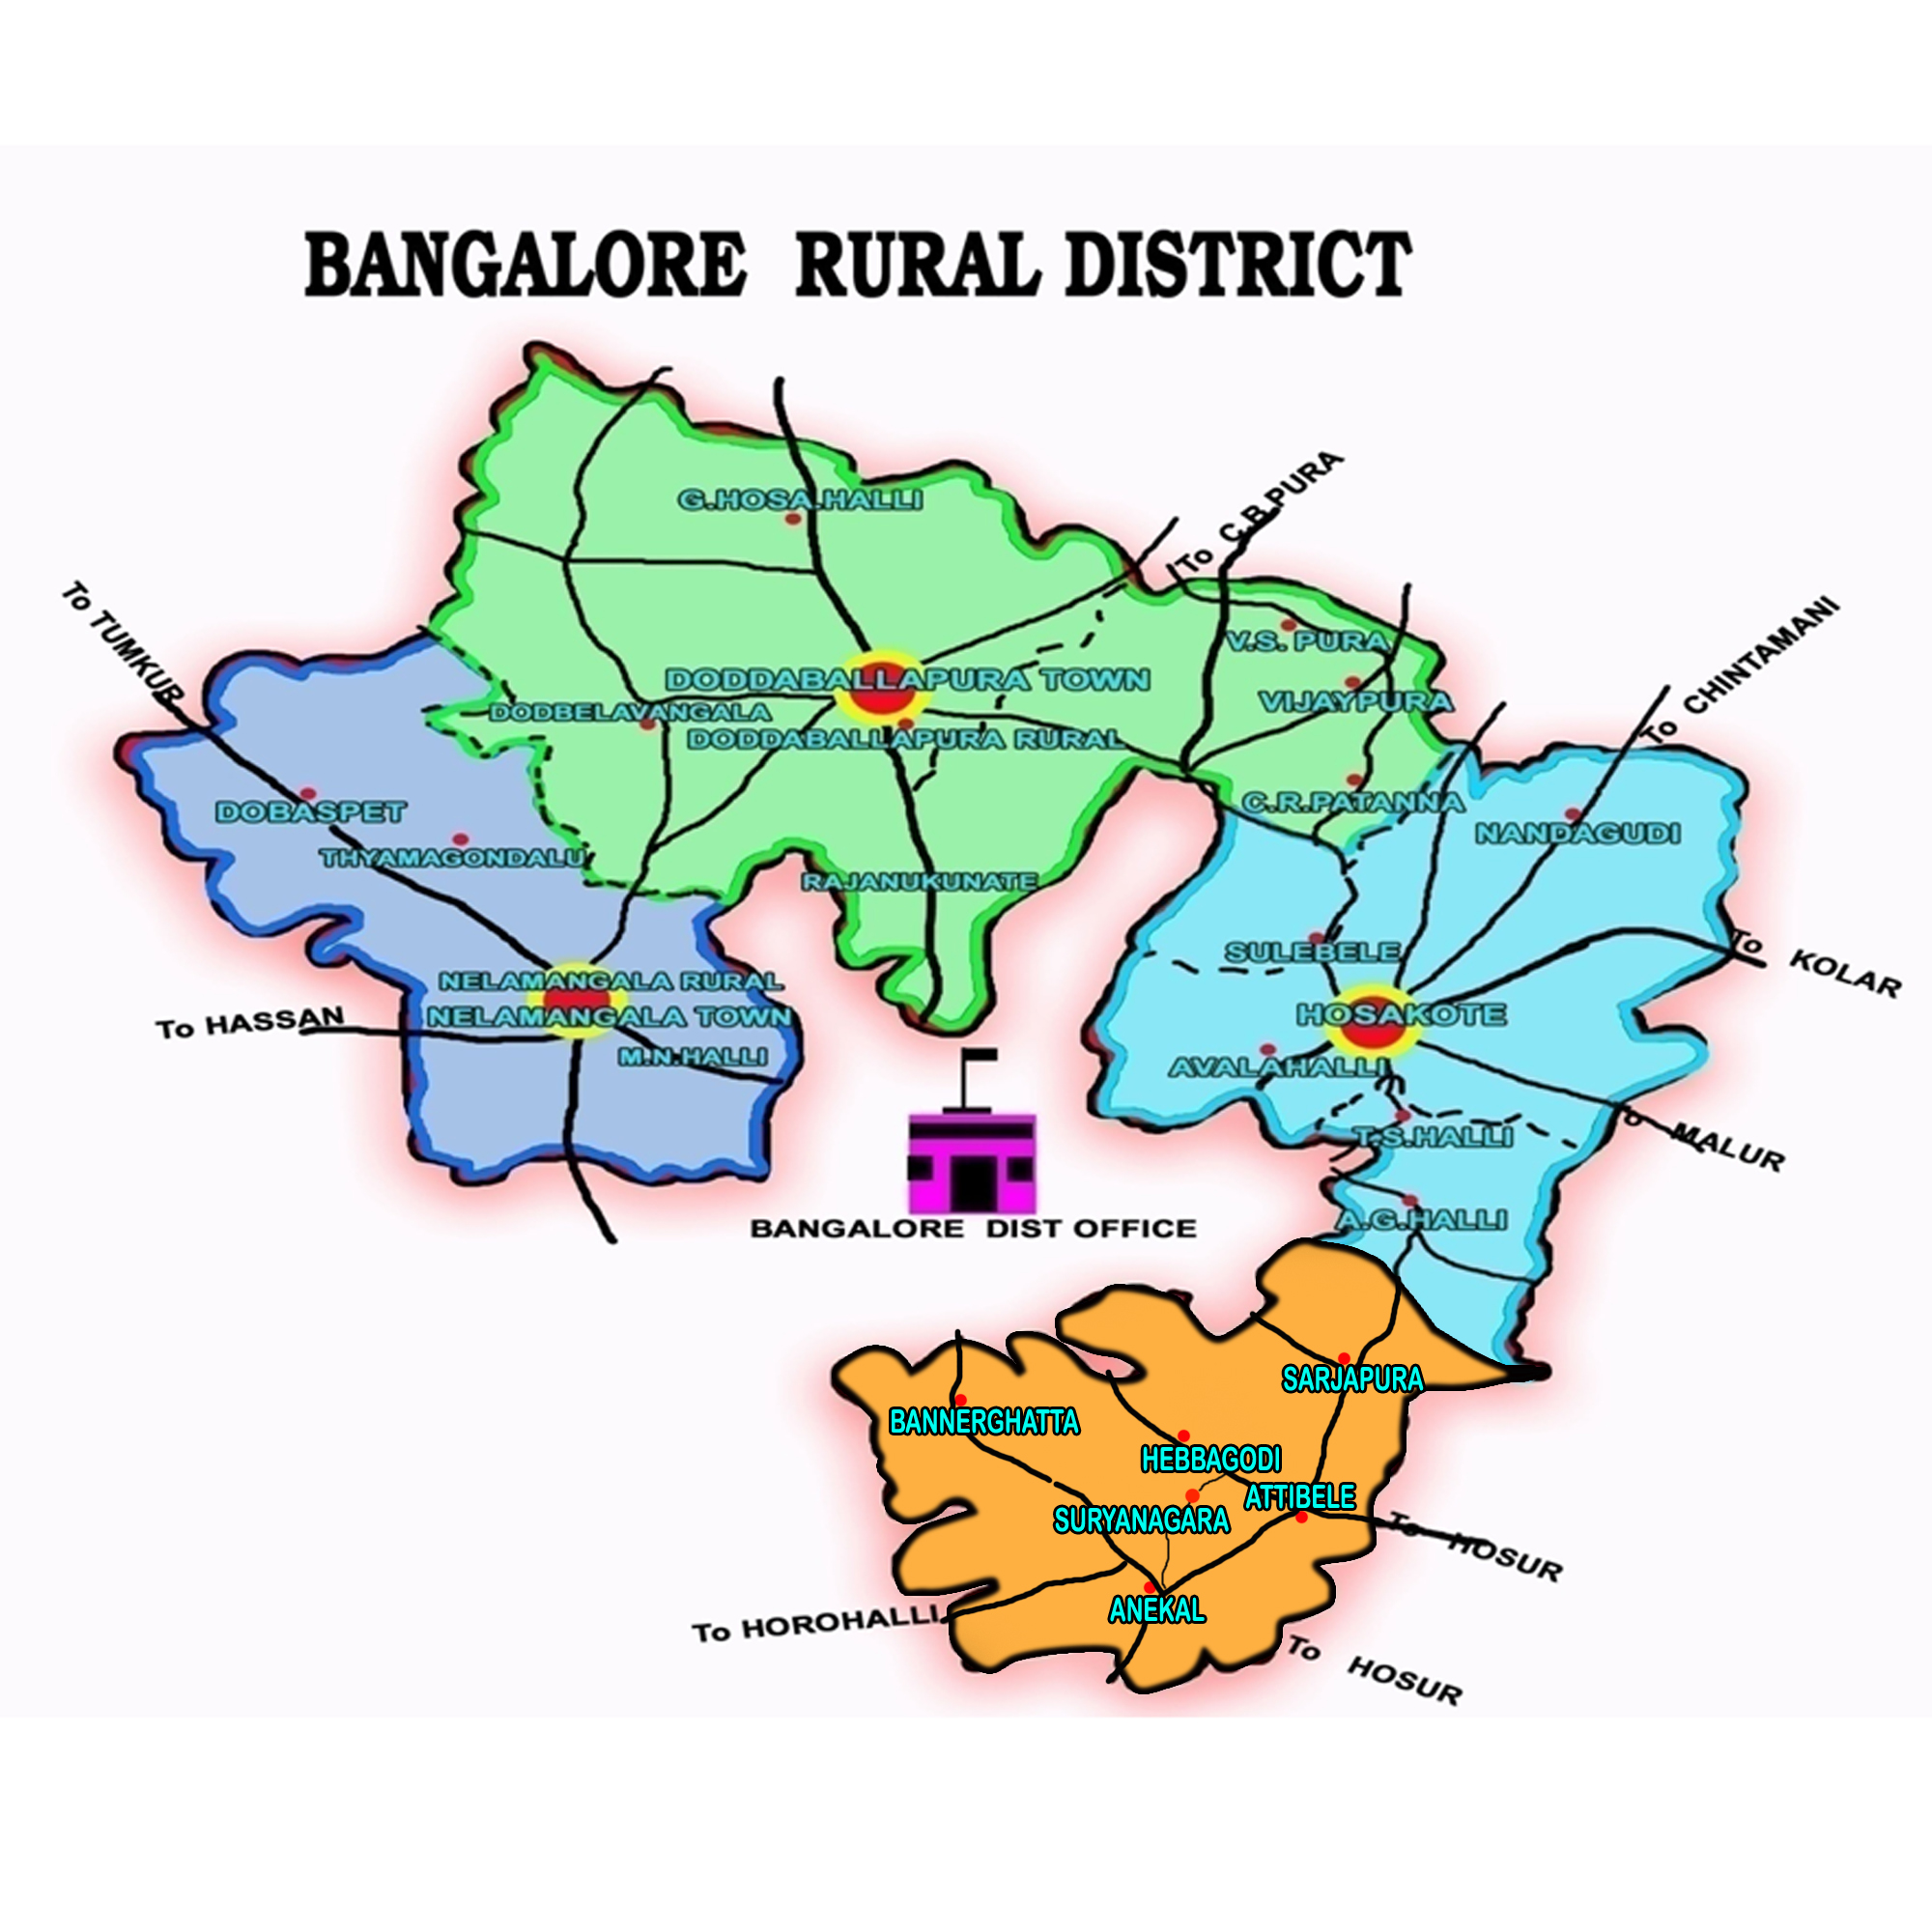 BANGALORE RURAL DISTRICT
G.HOSA.HALLI
To C.B.PURA
To TUMKUR
To CHINTAMANI
V.S. PURA
DODDABALLAPURA TOWN
VIJAYPURA
DODBELAVANGALA
DODDABALLAPURA RURAL
DOBASPET
C.R.PATANNA
NANDAGUDI
THYAMAGONDALU
RAJANUKUNATE
SULEBELE
To KOLAR
NELAMANGALA RURAL
NELAMANGALA TOWN
To HASSAN
HOSAKOTE
M.N.HALLI
AVALAHALLI
T.S.HALLI
To MALUR
A.G.HALLI
BANGALORE DIST OFFICE
SARJAPURA
BANNERGHATTA
HEBBAGODI
ATTIBELE
SURYANAGARA
To HOSUR
ANEKAL
To HOROHALLI
To HOSUR